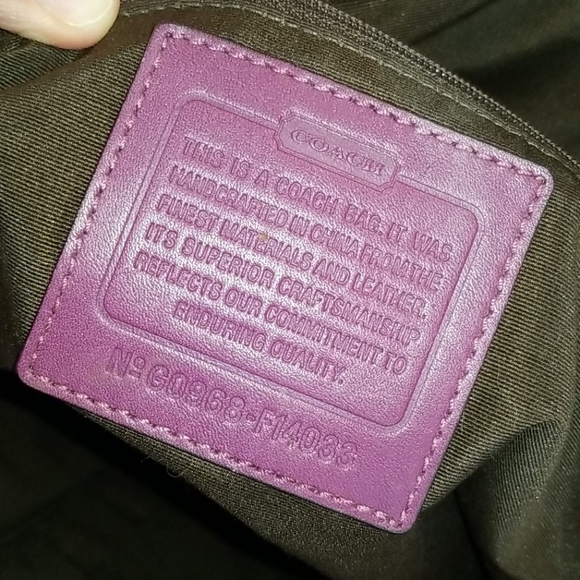 COACH
THIS IS A COACH BAG. IT WAS
HANDCRAFTED IN CHINA FROM THE
FINEST MATERIALS AND LEATHER.
ITS SUPERIOR CRAFTSMANSHIP
REFLECTS OUR COMMITMENT TO
ENDURING QUALITY.
Nº G0968-F14033